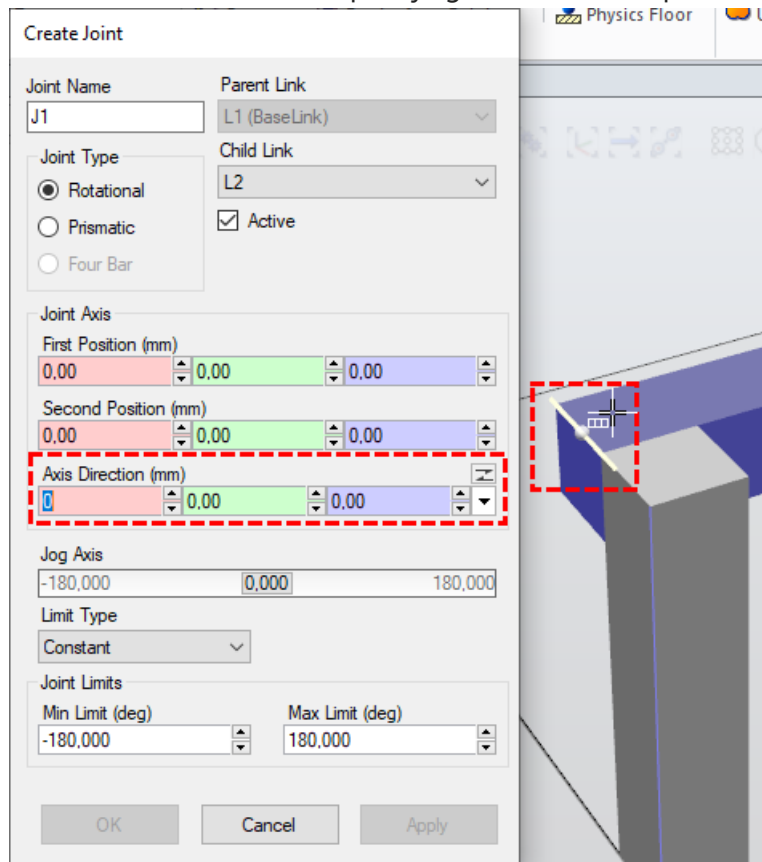 Physics Floor
Create Joint
Joint Name
Parent Link
J1
L1 (BaseLink)
Joint Type
Child Link
Rotational
L2
Prismatic
Active
Four Bar
Joint Axis
First Position (mm)
0,00 0,00 0,00
Second Position (mm)
0,00 0,00 0,00
Axis Direction (mm)
0 0,00 0,00
Jog Axis
-180,000 0,000 180,000
Limit Type
Constant
Joint Limits
Min Limit (deg) Max Limit (deg)
-180,000 180,000
OK Cancel Apply